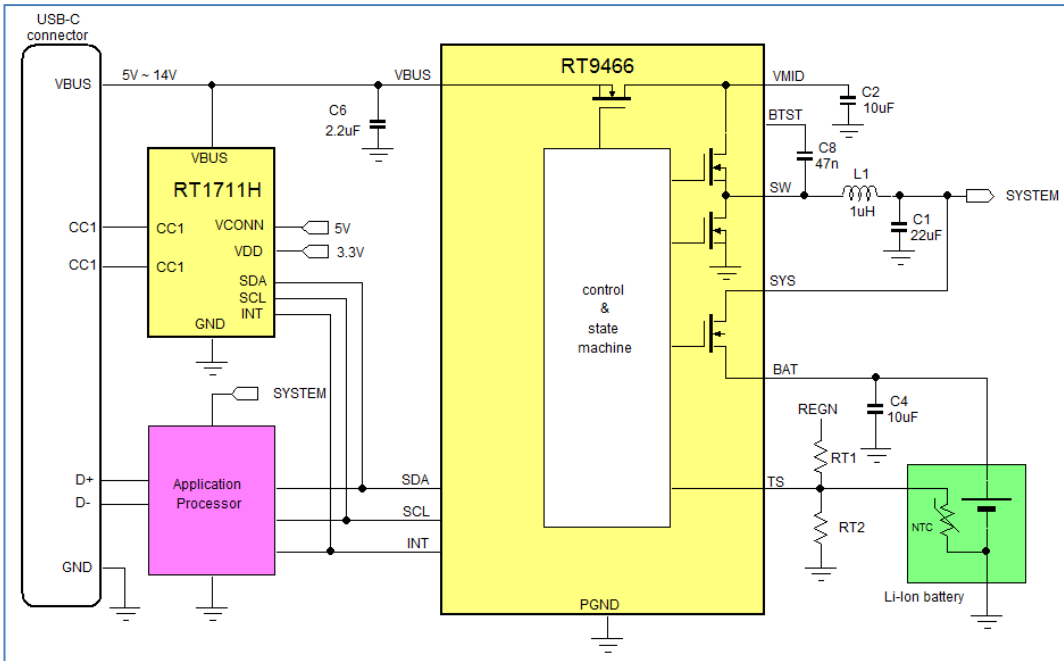 USB-C
connector
VBUS
5V ~ 14V
VBUS
RT9466
VMID
C2
10uF
C6
2.2uF
BTST
C8
47n
VBUS
RT1711H
SW
L1
1uH
SYSTEM
C1
22uF
CC1
CC1
VCONN
5V
CC1
CC1
VDD
3.3V
SDA
SCL
INT
GND
control
&
state
machine
SYS
BAT
C4
10uF
SYSTEM
REGN
RT1
D+
D-
Application
Processor
SDA
SCL
INT
TS
RT2
NTC
GND
PGND
Li-Ion battery